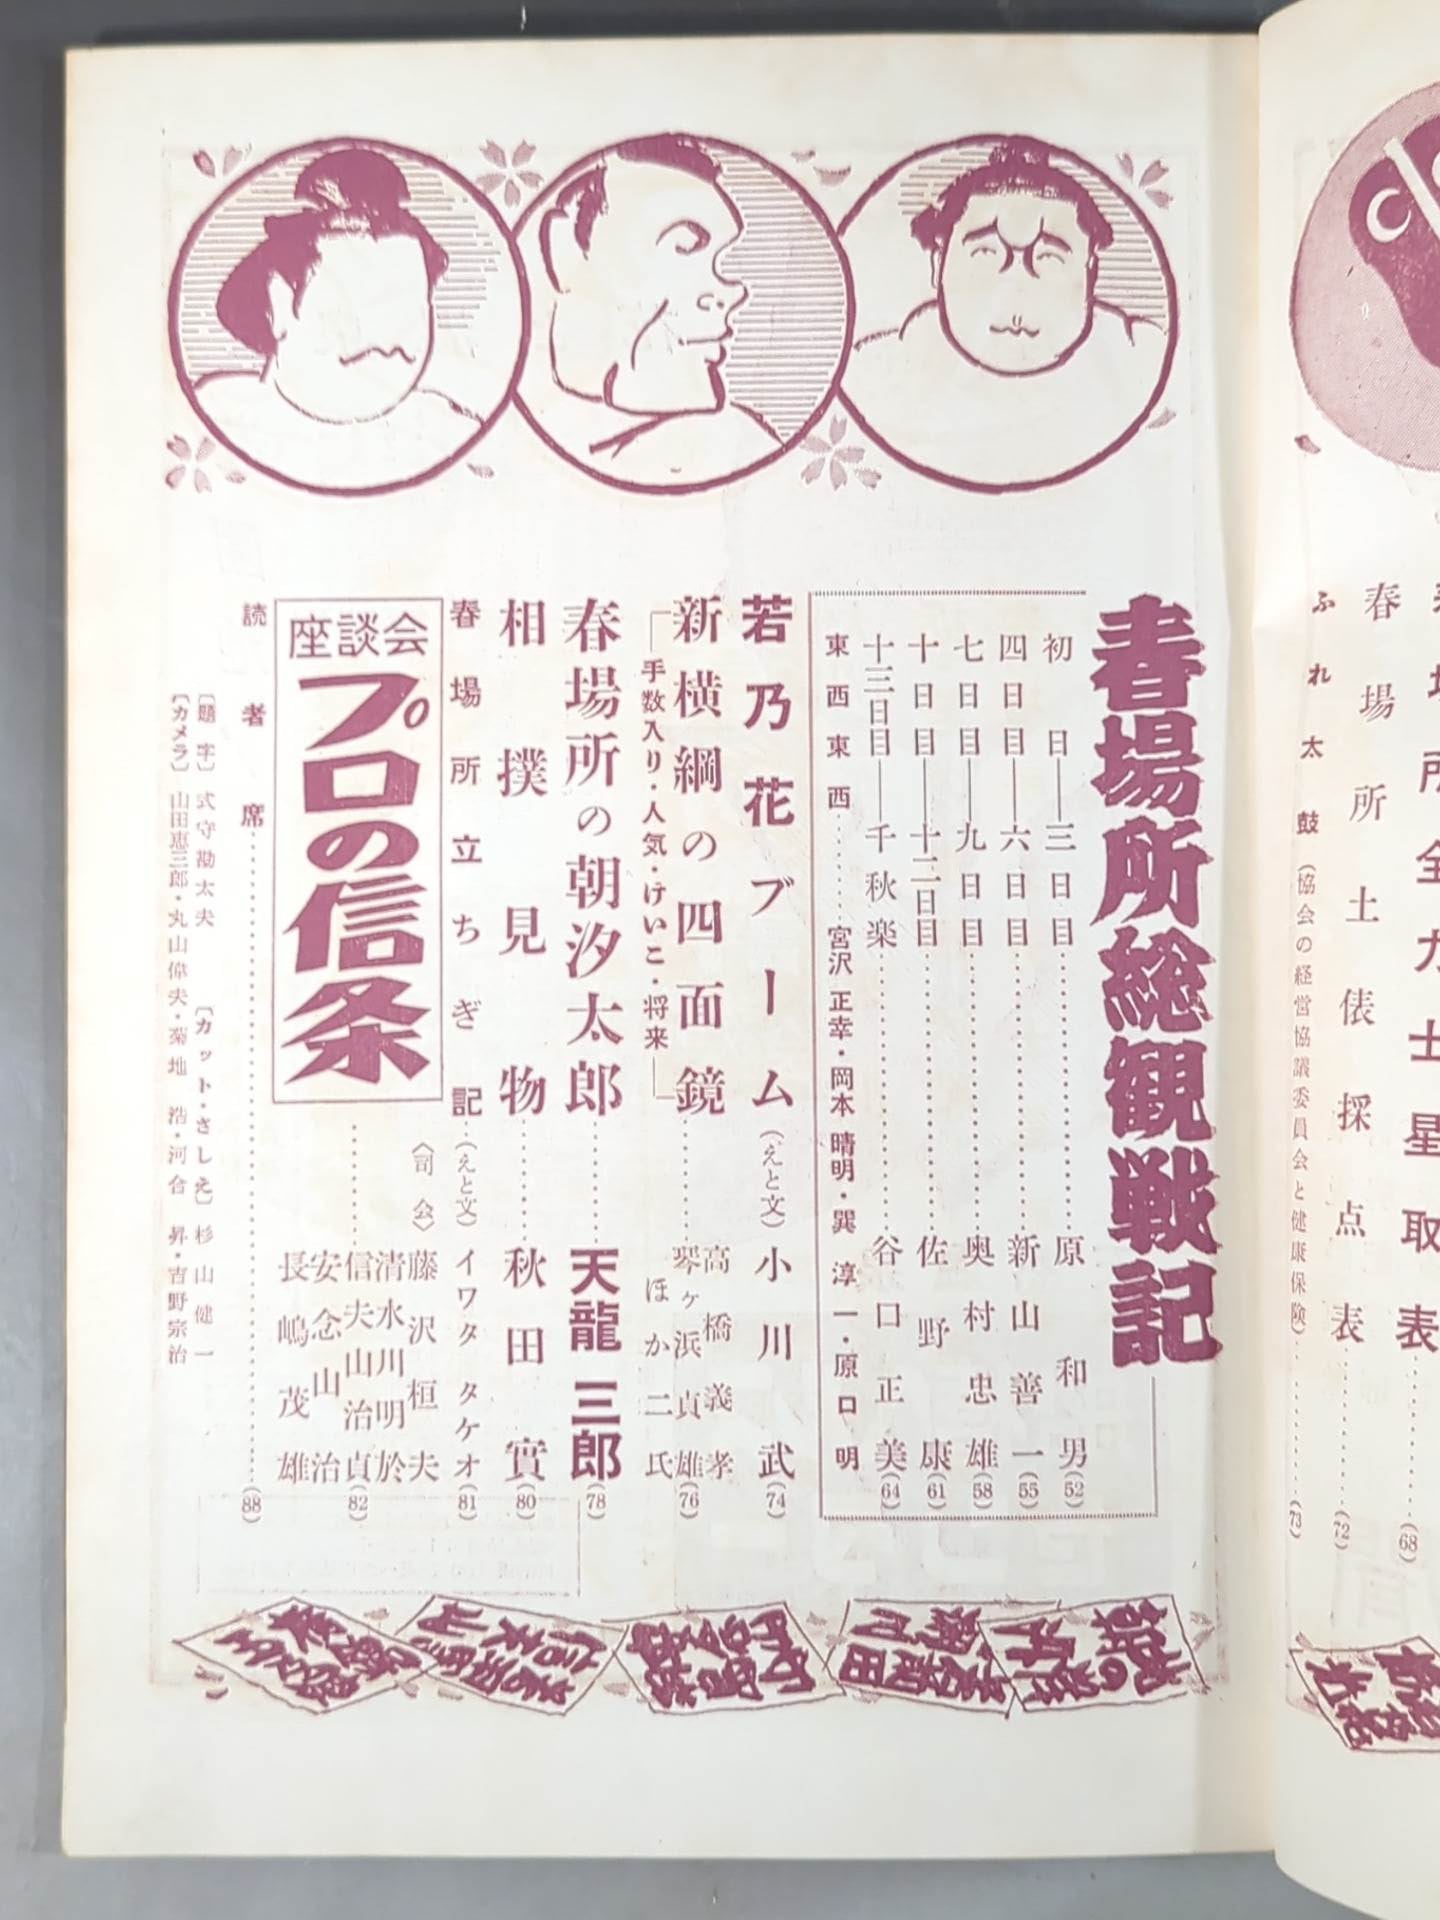 ふれ太鼓（協会の経営協議委員会と健康保険）……(73)
春場所土俵採点表……(72)
星取表……(68)
春場所総観戦記
初日――三日目……原和男(52)
四日目――六日目……新山善一(55)
七日目――九日目……奥村忠雄(58)
十日目――十二日目……佐野康(61)
十三日目――千秋楽……谷口正美(64)
東西東西……宮沢正幸・岡本晴明・巽淳一・原口明
若乃花ブーム（えと文）小川武(74)
新横綱の四面鏡……高橋義孝 琴ヶ浜貞雄 ほか二氏(76)
―手数入り・人気・けいこ・将来―
春場所の朝汐太郎……天龍三郎(78)
相撲見物……秋田實(80)
春場所立ちぎ記…（えと文）イワタタケオ(81)
座談会
プロの信条……(82)
〈司会〉藤沢桓夫
清水川明於
信夫山治貞
安念山治
長嶋茂雄
読者席……(88)
〔題字〕式守勘太夫
〔カット・さしえ〕杉山健一
〔カメラ〕山田恵三郎・丸山偉夫・菊地浩・河合昇・吉野宗治